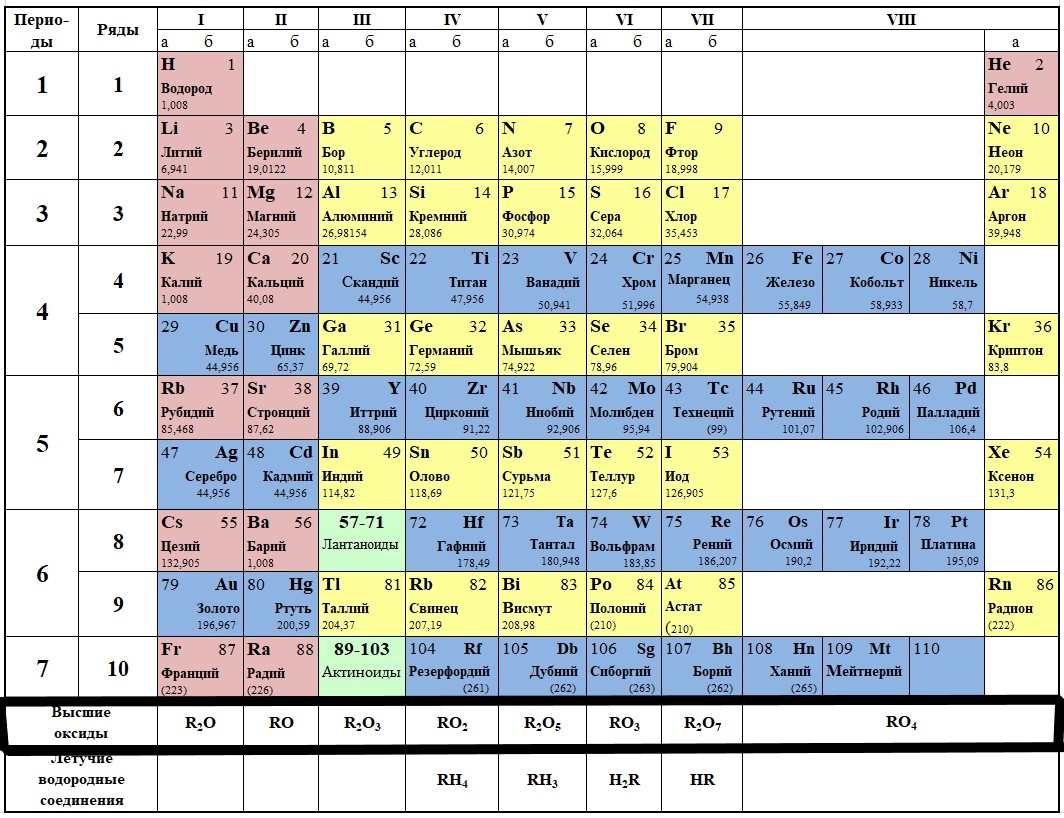 Перио- Ряды I II III IV V VI VII VIII
ды а б а б а б а б а б а б а б а
1 1 H 1 He 2
Водород Гелий
1,008 4,003
2 2 Li 3 Be 4 B 5 C 6 N 7 O 8 F 9 Ne 10
Литий Берилий Бор Углерод Азот Кислород Фтор Неон
6,941 19,0122 10,811 12,011 14,007 15,999 18,998 20,179
3 3 Na 11 Mg 12 Al 13 Si 14 P 15 S 16 Cl 17 Ar 18
Натрий Магний Алюминий Кремний Фосфор Сера Хлор Аргон
22,99 24,305 26,98154 28,086 30,974 32,064 35,453 39,948
4 4 K 19 Ca 20 21 Sc 22 Ti 23 V 24 Cr 25 Mn 26 Fe 27 Co 28 Ni
Калий Кальций Скандий Титан Ванадий Хром Марганец Железо Кобольт Никель
1,008 40,08 44,956 47,956 50,941 51,996 54,938 55,849 58,933 58,7
5 29 Cu 30 Zn Ga 31 Ge 32 As 33 Se 34 Br 35 Kr 36
Медь Цинк Галлий Германий Мышьяк Селен Бром Криптон
44,956 65,37 69,72 72,59 74,922 78,96 79,904 83,8
5 6 Rb 37 Sr 38 39 Y 40 Zr 41 Nb 42 Mo 43 Tc 44 Ru 45 Rh 46 Pd
Рубидий Стронций Иттрий Цирконий Ниобий Молибден Технеций Рутений Родий Палладий
85,468 87,62 88,906 91,22 92,906 95,94 (99) 101,07 102,906 106,4
7 47 Ag 48 Cd In 49 Sn 50 Sb 51 Te 52 I 53 Xe 54
Серебро Кадмий Индий Олово Сурьма Теллур Иод Ксенон
44,956 44,956 114,82 118,69 121,75 127,6 126,905 131,3
6 8 Cs 55 Ba 56 57-71 72 Hf 73 Ta 74 W 75 Re 76 Os 77 Ir 78 Pt
Цезий Барий Лантаноиды Гафний Тантал Вольфрам Рений Осмий Иридий Платина
132,905 1,008 178,49 180,948 183,85 186,207 190,2 192,22 195,09
9 79 Au 80 Hg Tl 81 Rb 82 Bi 83 Po 84 At 85 Rn 86
Золото Ртуть Таллий Свинец Висмут Полоний Астат Радион
196,967 200,59 204,37 207,19 208,98 (210) (210) (222)
7 10 Fr 87 Ra 88 89-103 104 Rf 105 Db 106 Sg 107 Bh 108 Hn 109 Mt 110
Франций Радий Актиноиды Резерфордий Дубний Сиборгий Борий Ханий Мейтнерий
(223) (226) (261) (262) (263) (262) (265)
Высшие
оксиды R₂O RO R₂O₃ RO₂ R₂O₅ RO₃ R₂O₇ RO₄
Летучие
водородные RH₄ RH₃ H₂R HR
соединения